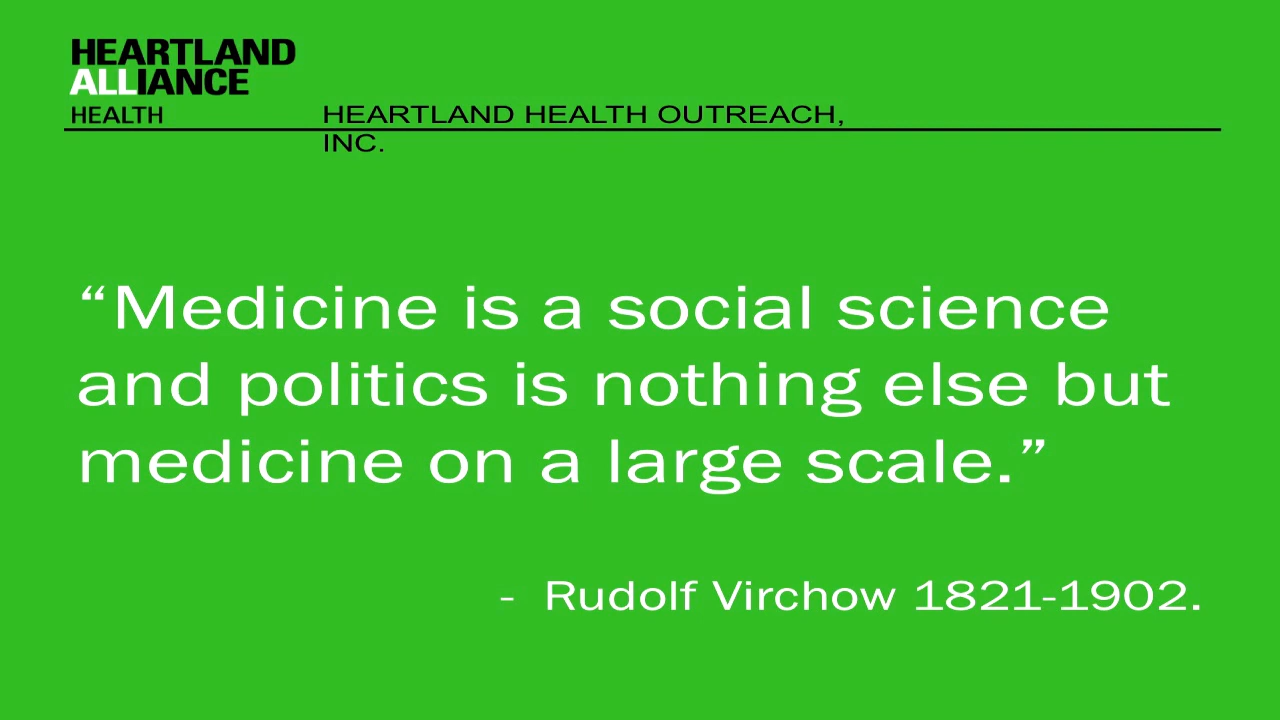 HEARTLAND
ALLIANCE
HEALTH
HEARTLAND HEALTH OUTREACH,
INC.
“Medicine is a social science
and politics is nothing else but
medicine on a large scale.”
- Rudolf Virchow 1821-1902.